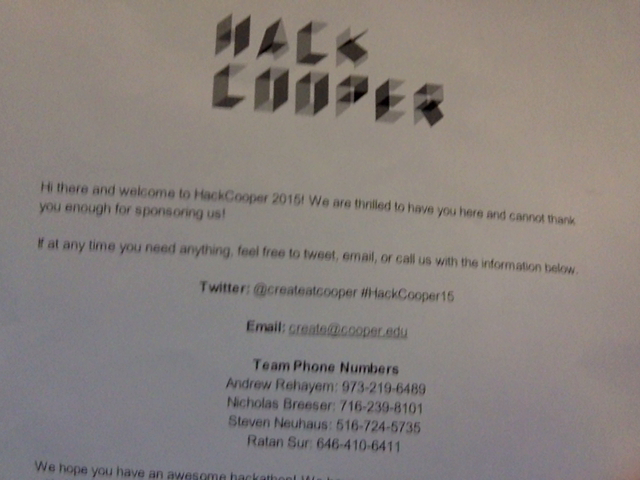 HACK
COOPER
Hi there and welcome to HackCooper 2015! We are thrilled to have you here and cannot thank
you enough for sponsoring us!
If at any time you need anything, feel free to tweet, email, or call us with the information below.
Twitter: @createatcooper #HackCooper15
Email: create@cooper.edu
Team Phone Numbers
Andrew Rehayem: 973-219-6489
Nicholas Breeser: 716-239-8101
Steven Neuhaus: 516-724-5735
Ratan Sur: 646-410-6411
We hope you have an awesome hackathon! We